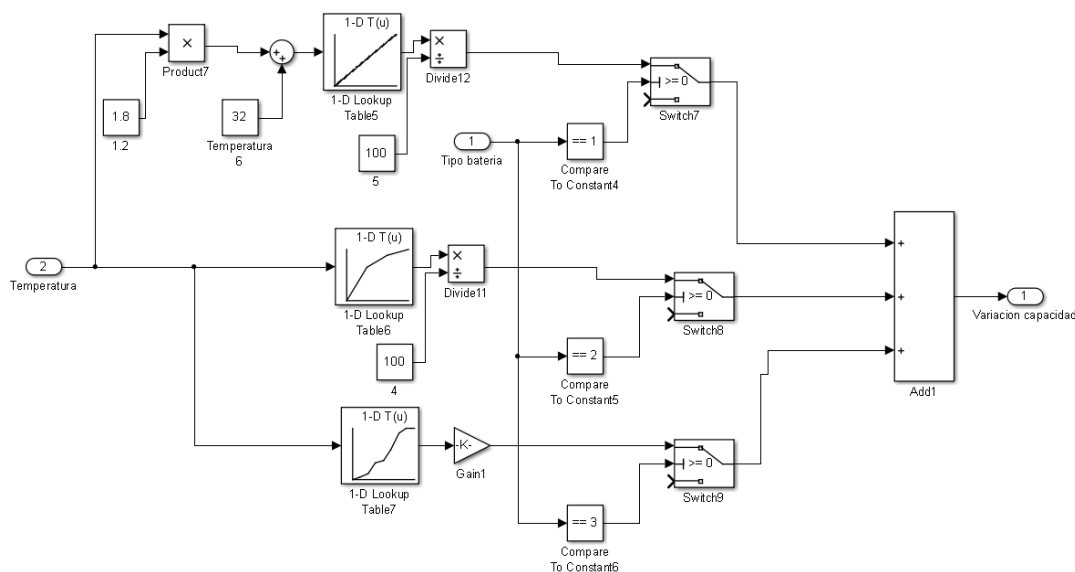 1-D T(u)
×
Product7
+
+
1-D Lookup
Table5
×
÷
Divide12
1.8
1.2
32
Temperatura
6
100
5
>= 0
Switch7
1
Tipo bateria
== 1
Compare
To Constant4
2
Temperatura
1-D T(u)
1-D Lookup
Table6
×
÷
Divide11
100
4
>= 0
Switch8
== 2
Compare
To Constant5
+
+
+
Add1
1
Variacion capacidad
1-D T(u)
1-D Lookup
Table7
-K-
Gain1
>= 0
Switch9
== 3
Compare
To Constant6